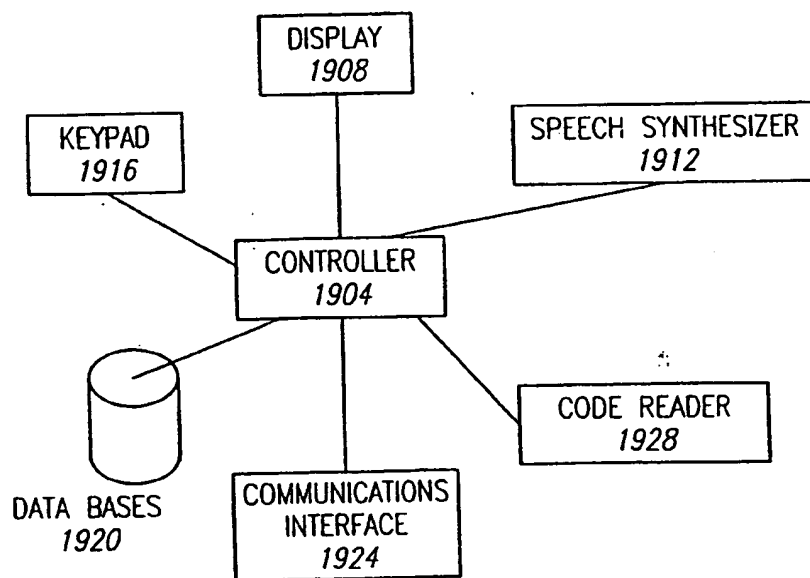 DISPLAY
1908
KEYPAD
1916
SPEECH SYNTHESIZER
1912
CONTROLLER
1904
CODE READER
1928
DATA BASES
1920
COMMUNICATIONS
INTERFACE
1924